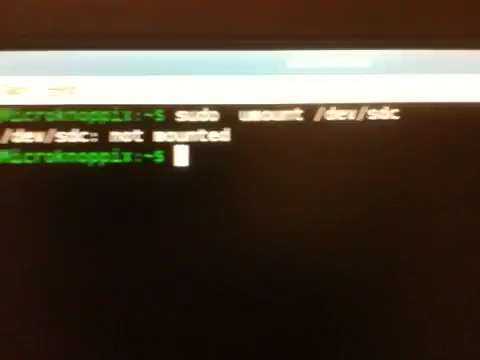 Microknoppix:~$ sudo umount /dev/sdc
/dev/sdc: not mounted
Microknoppix:~$